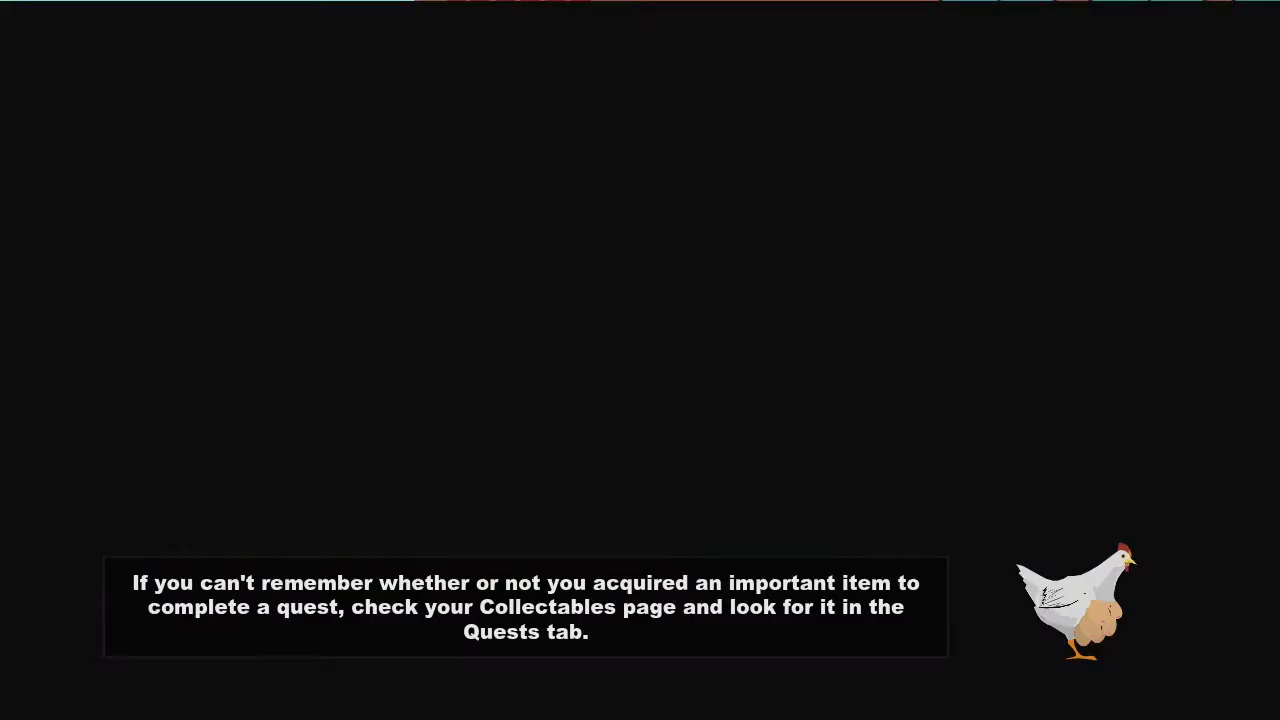 If you can't remember whether or not you acquired an important item to
complete a quest, check your Collectables page and look for it in the
Quests tab.